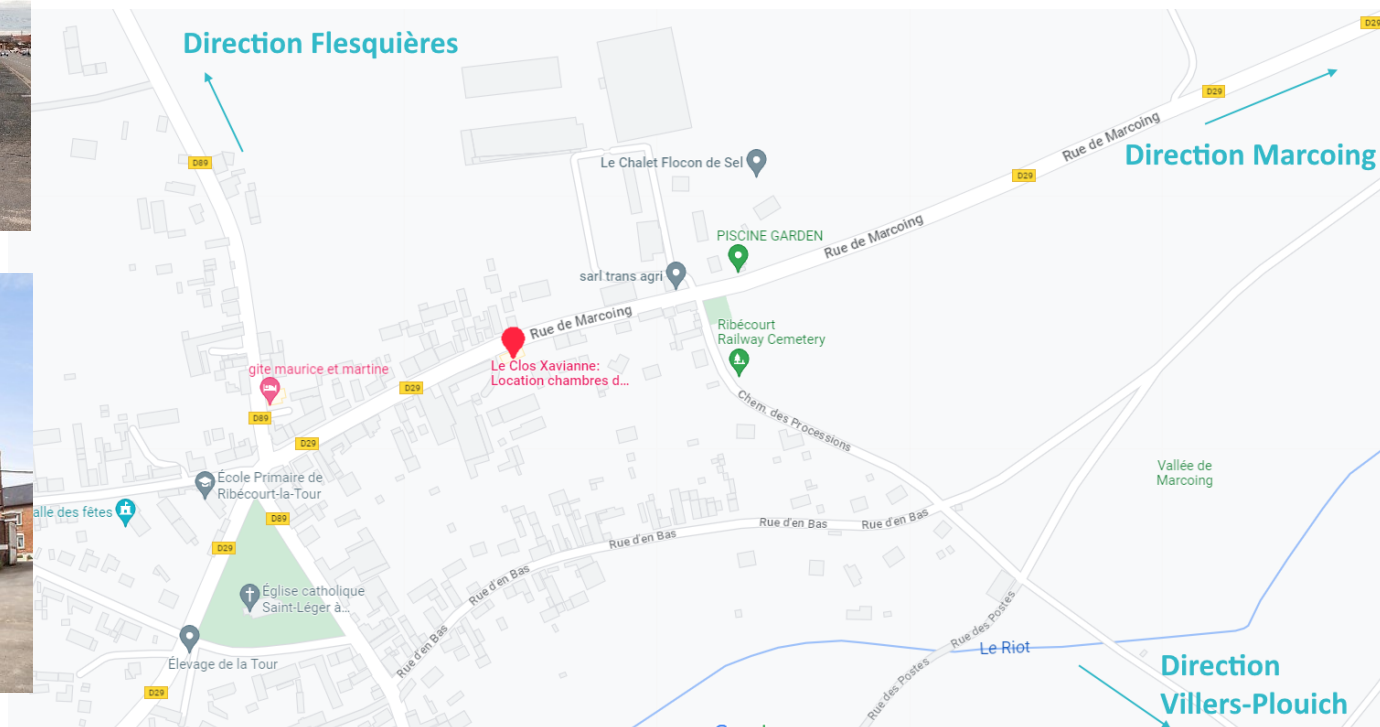 Direction Flesquières
D29
D29
Rue de Marcoing
Direction Marcoing
D89
Le Chalet Flocon de Sel
D29
PISCINE GARDEN
Rue de Marcoing
sarl trans agri
Rue de Marcoing
Ribécourt
Railway Cemetery
gite maurice et martine
Le Clos Xavianne:
Location chambres d...
D29
D89
Chem. des Processions
D29
École Primaire de
Ribécourt-la-Tour
Vallée de
Marcoing
alle des fêtes
D89
Rue d'en Bas
Rue d'en Bas
Rue d'en Bas
D29
Rue d'en Bas
Église catholique
Saint-Léger à...
Rue des Postes
Rue d'en Bas
Le Riot
Élevage de la Tour
Direction
Villers-Plouich
Rue des Postes
D29